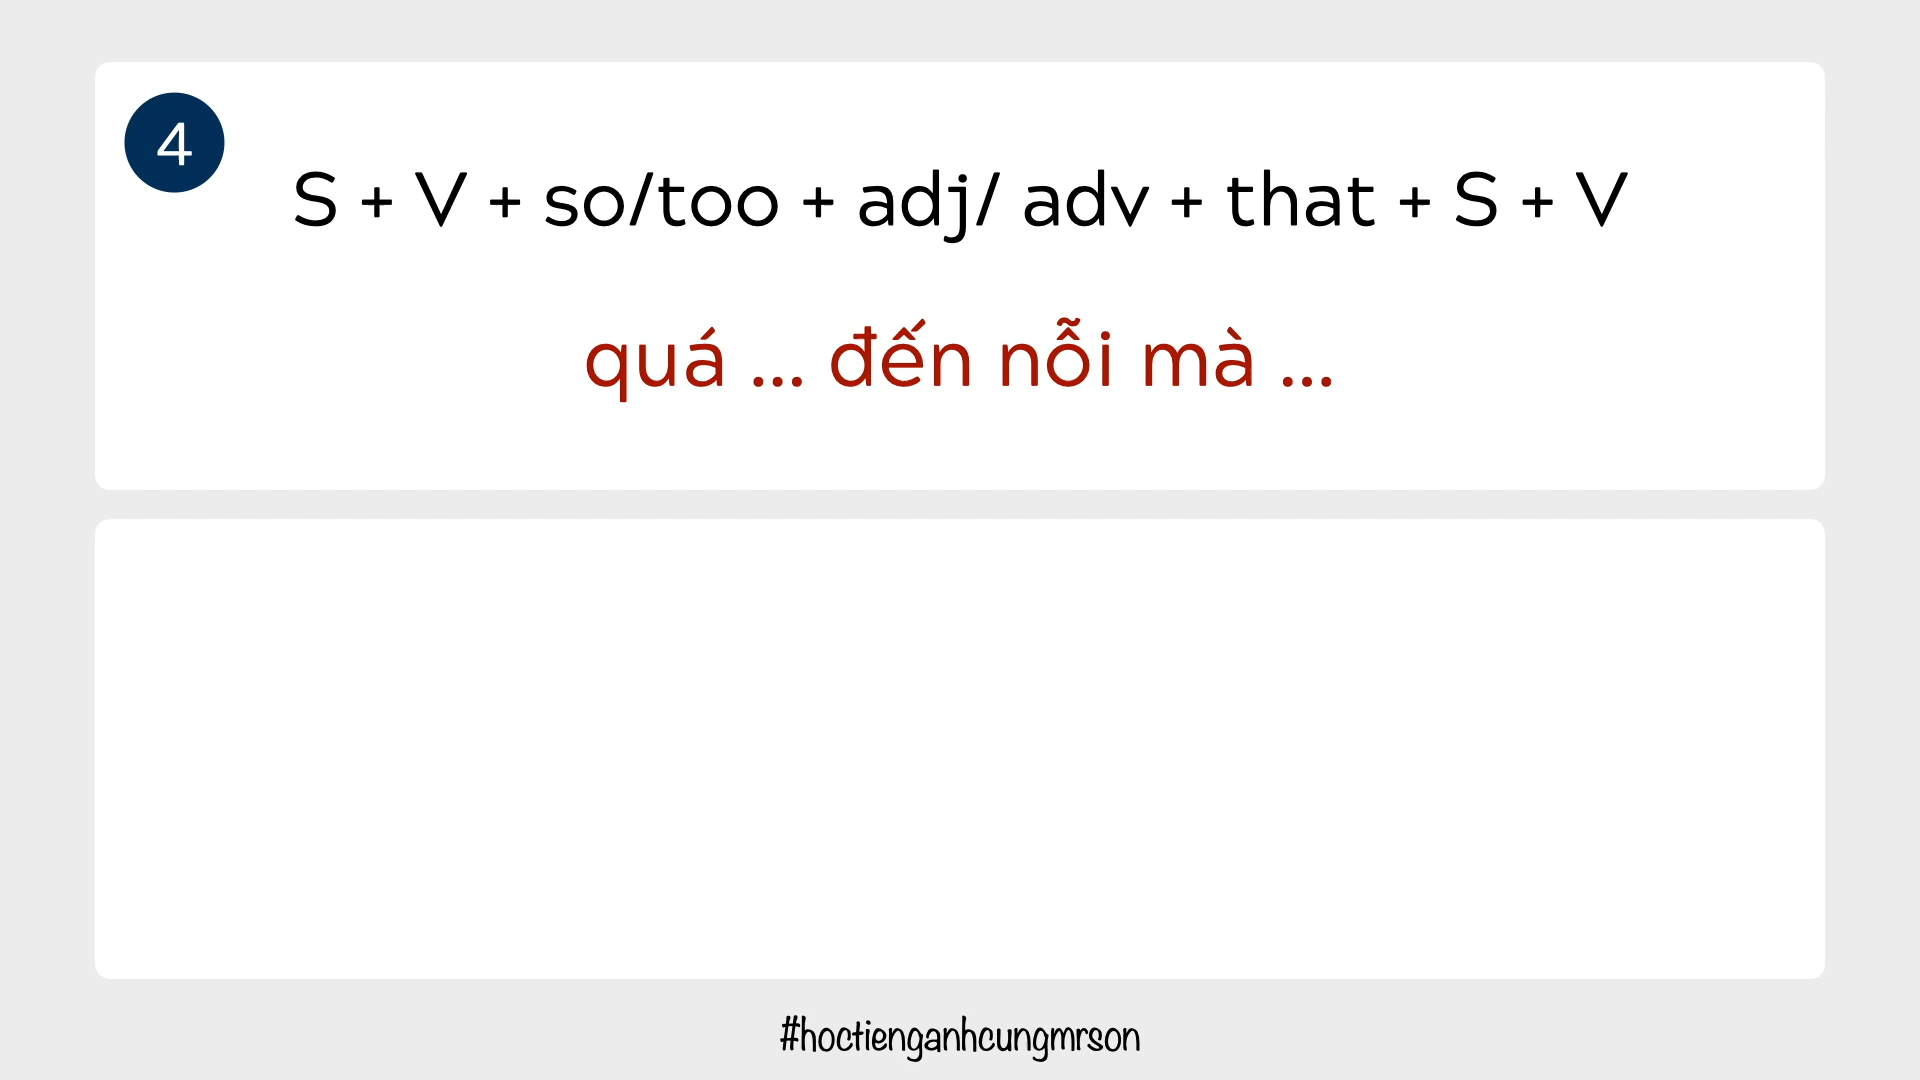 4
S + V + so/too + adj/ adv + that + S + V
quá ... đến nỗi mà ...
#hoctienganhcungmrson